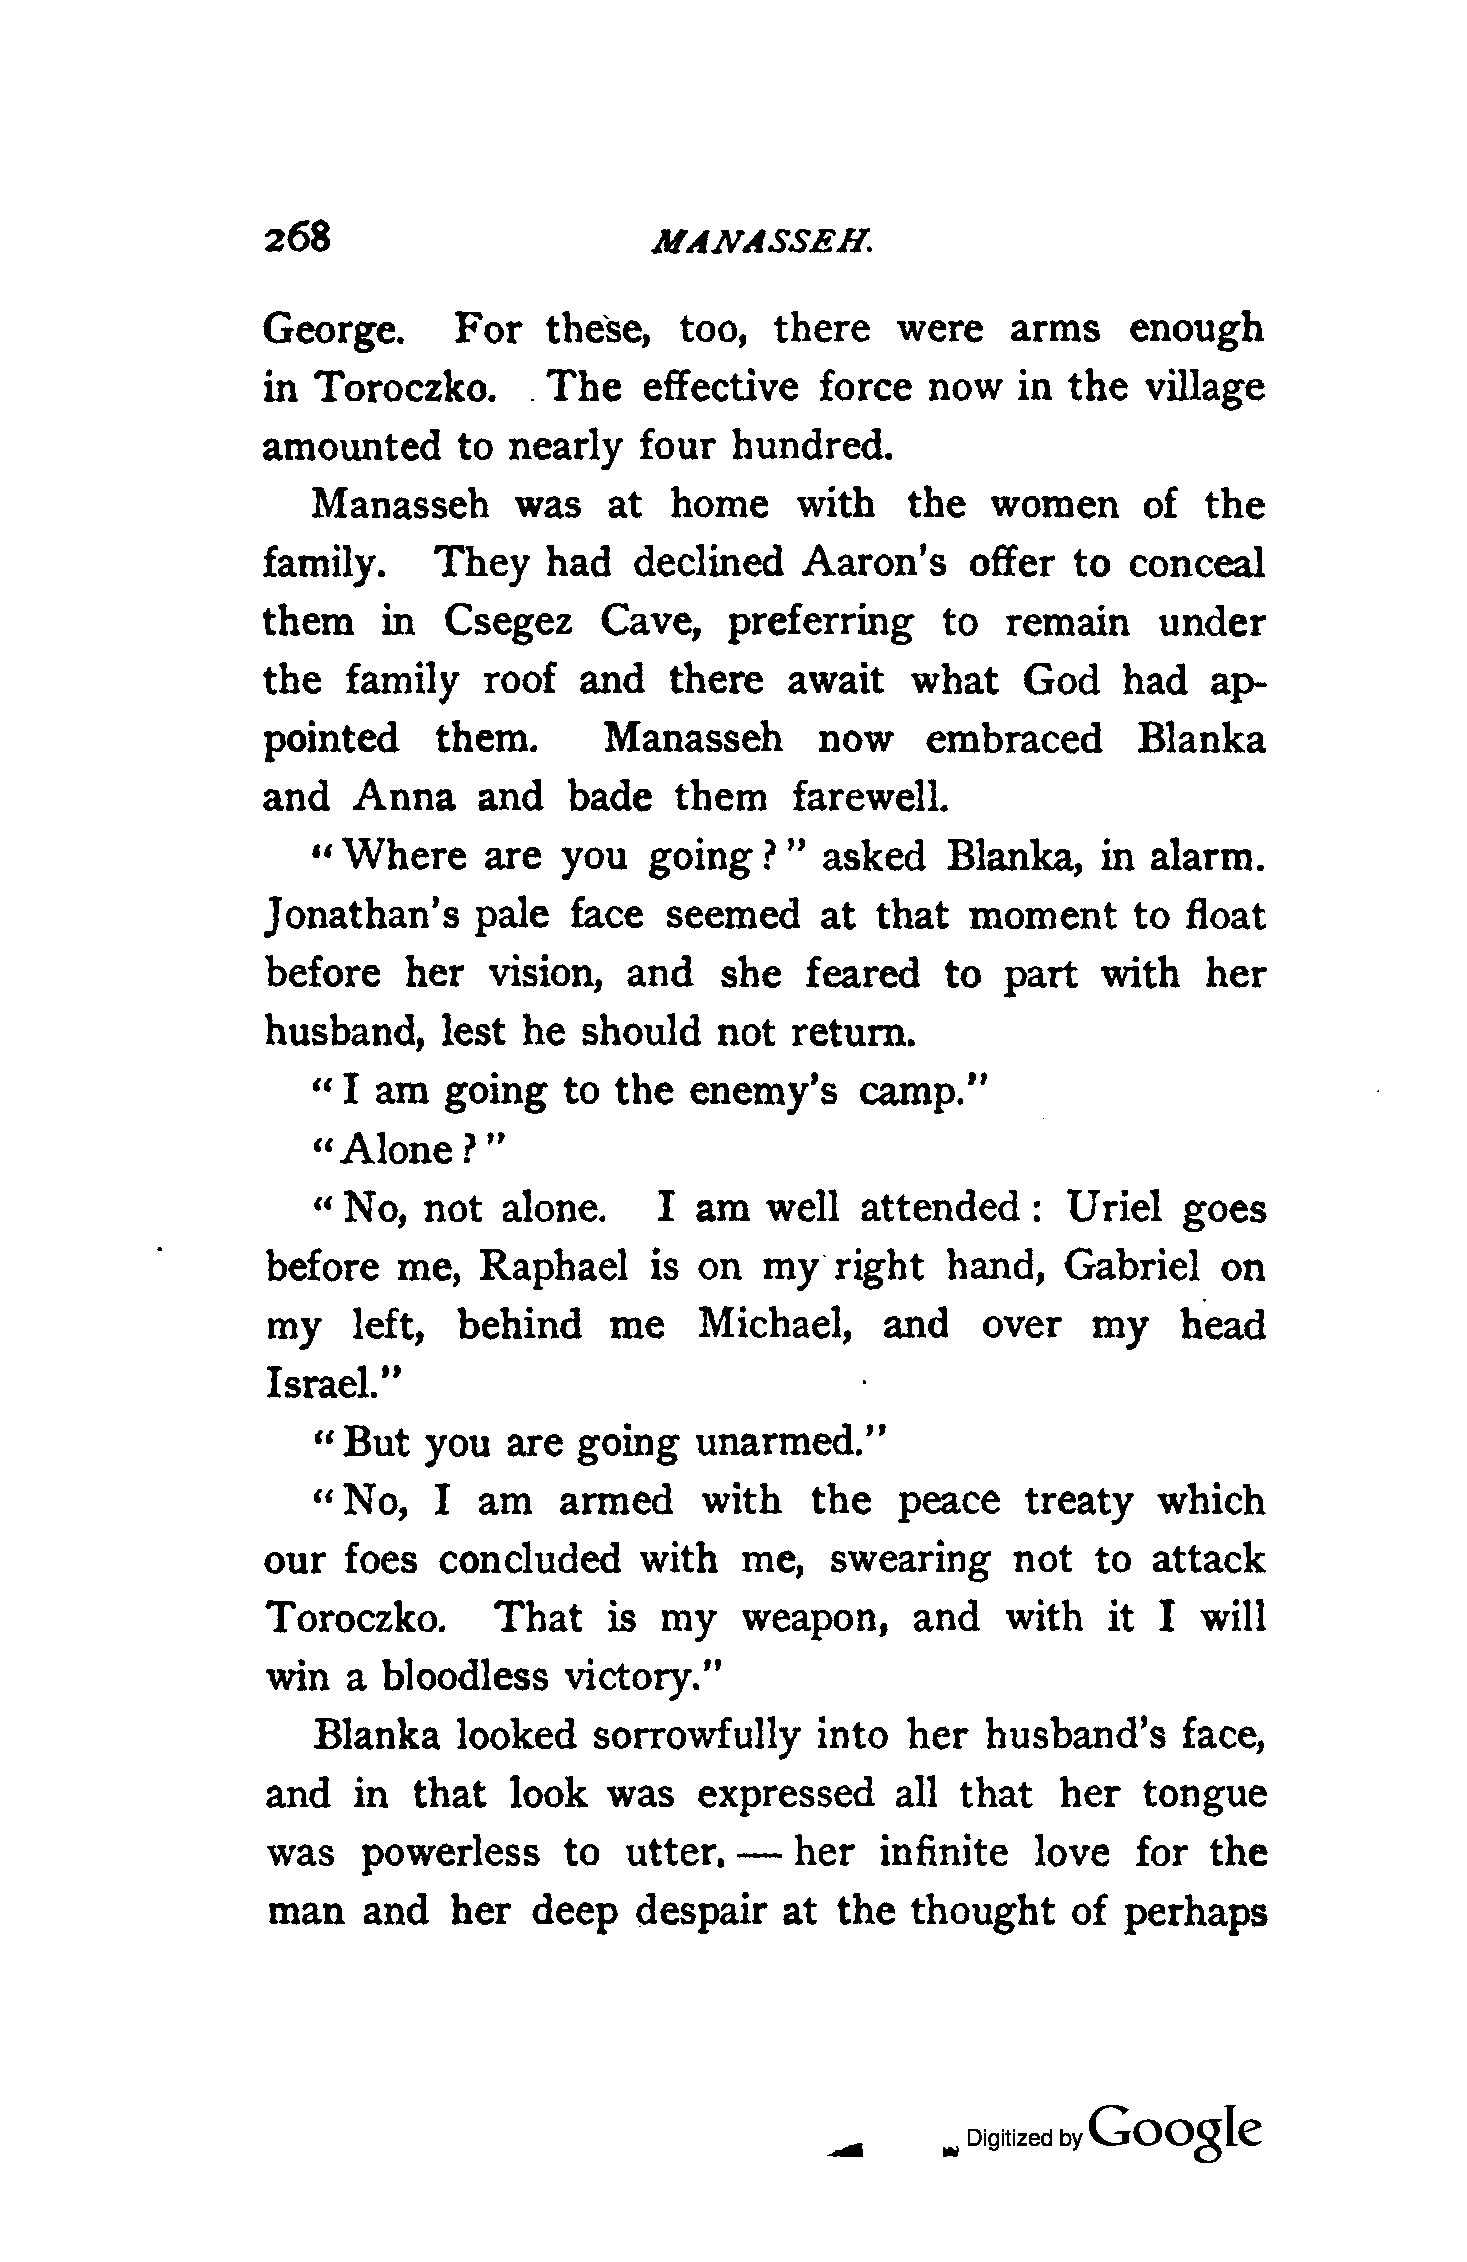 268 MANASSEH.
George. For these, too, there were arms enough
in Toroczko. The effective force now in the village
amounted to nearly four hundred.
Manasseh was at home with the women of the
family. They had declined Aaron's offer to conceal
them in Csegez Cave, preferring to remain under
the family roof and there await what God had ap-
pointed them. Manasseh now embraced Blanka
and Anna and bade them farewell.
"Where are you going?" asked Blanka, in alarm.
Jonathan's pale face seemed at that moment to float
before her vision, and she feared to part with her
husband, lest he should not return.
"I am going to the enemy's camp."
"Alone?"
"No, not alone. I am well attended: Uriel goes
before me, Raphael is on my right hand, Gabriel on
my left, behind me Michael, and over my head
Israel."
"But you are going unarmed."
"No, I am armed with the peace treaty which
our foes concluded with me, swearing not to attack
Toroczko. That is my weapon, and with it I will
win a bloodless victory."
Blanka looked sorrowfully into her husband's face,
and in that look was expressed all that her tongue
was powerless to utter, — her infinite love for the
man and her deep despair at the thought of perhaps
Digitized by Google